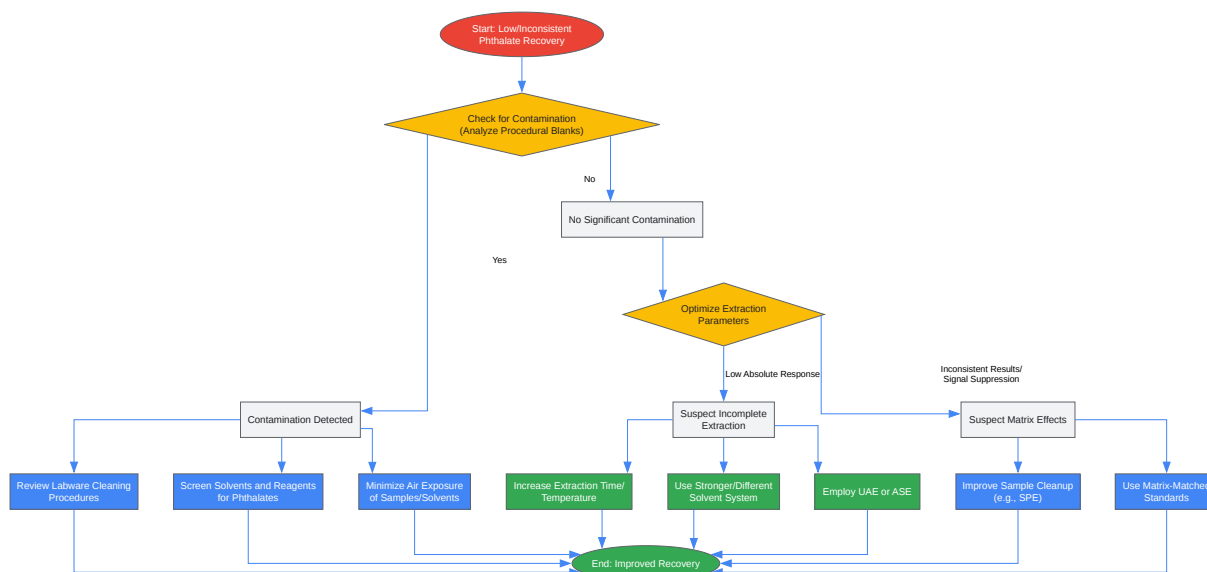 Start: Low/Inconsistent
Phthalate Recovery
Check for Contamination
(Analyze Procedural Blanks)
No
No Significant Contamination
Yes
Optimize Extraction
Parameters
Low Absolute Response
Inconsistent Results/
Signal Suppression
Contamination Detected
Suspect Incomplete
Extraction
Suspect Matrix Effects
Review Labware Cleaning
Procedures
Screen Solvents and Reagents
for Phthalates
Minimize Air Exposure
of Samples/Solvents
Increase Extraction Time/
Temperature
Use Stronger/Different
Solvent System
Employ UAE or ASE
Improve Sample Cleanup
(e.g., SPE)
Use Matrix-Matched
Standards
End: Improved Recovery